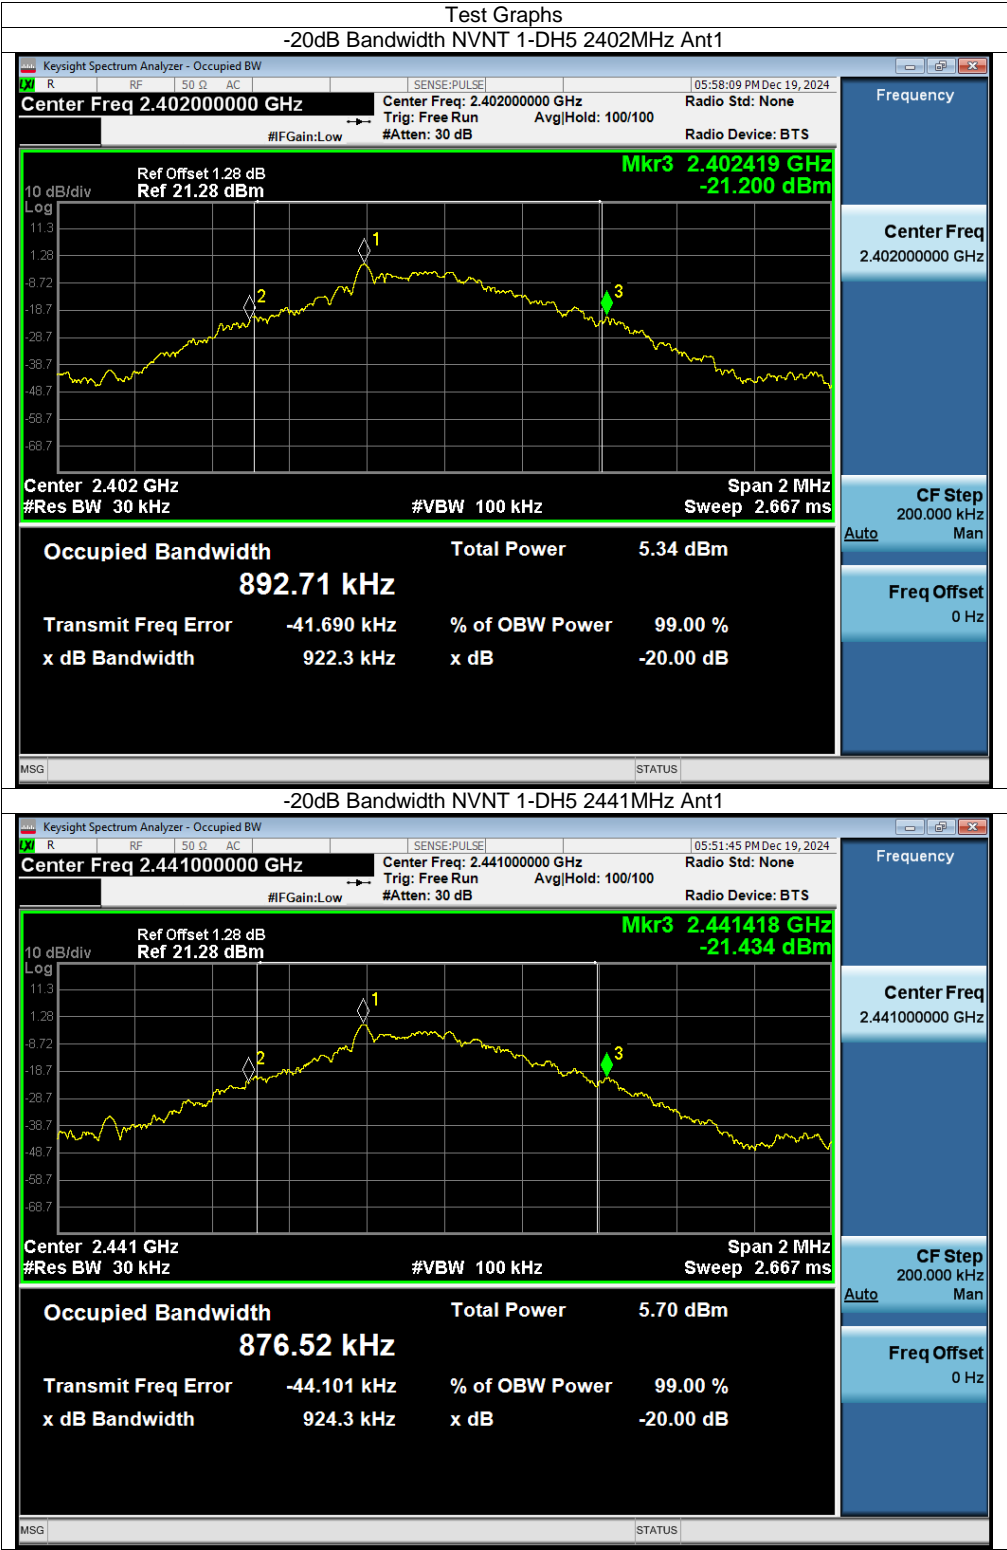 Test Graphs
-20dB Bandwidth NVNT 1-DH5 2402MHz Ant1
Keysight Spectrum Analyzer - Occupied BW
LXI R RF 50 Ω AC SENSE:PULSE 05:58:09 PM Dec 19, 2024
Center Freq 2.402000000 GHz Center Freq: 2.402000000 GHz Radio Std: None Frequency
Trig: Free Run Avg|Hold: 100/100
#IFGain:Low #Atten: 30 dB Radio Device: BTS
Mkr3 2.402419 GHz
Ref Offset 1.28 dB
10 dB/div Ref 21.28 dBm -21.200 dBm
Log
11.3
1.28
-8.72
-18.7
-28.7
-38.7
-48.7
-58.7
-68.7
1
2
3
Center Freq
2.402000000 GHz
Center 2.402 GHz Span 2 MHz
#Res BW 30 kHz #VBW 100 kHz Sweep 2.667 ms
CF Step
200.000 kHz
Auto Man
Occupied Bandwidth Total Power 5.34 dBm
892.71 kHz
Freq Offset
0 Hz
Transmit Freq Error -41.690 kHz % of OBW Power 99.00 %
x dB Bandwidth 922.3 kHz x dB -20.00 dB
MSG STATUS
-20dB Bandwidth NVNT 1-DH5 2441MHz Ant1
Keysight Spectrum Analyzer - Occupied BW
LXI R RF 50 Ω AC SENSE:PULSE 05:51:45 PM Dec 19, 2024
Center Freq 2.441000000 GHz Center Freq: 2.441000000 GHz Radio Std: None Frequency
Trig: Free Run Avg|Hold: 100/100
#IFGain:Low #Atten: 30 dB Radio Device: BTS
Mkr3 2.441418 GHz
Ref Offset 1.28 dB
10 dB/div Ref 21.28 dBm -21.434 dBm
Log
11.3
1.28
-8.72
-18.7
-28.7
-38.7
-48.7
-58.7
-68.7
1
2
3
Center Freq
2.441000000 GHz
Center 2.441 GHz Span 2 MHz
#Res BW 30 kHz #VBW 100 kHz Sweep 2.667 ms
CF Step
200.000 kHz
Auto Man
Occupied Bandwidth Total Power 5.70 dBm
876.52 kHz
Freq Offset
0 Hz
Transmit Freq Error -44.101 kHz % of OBW Power 99.00 %
x dB Bandwidth 924.3 kHz x dB -20.00 dB
MSG STATUS